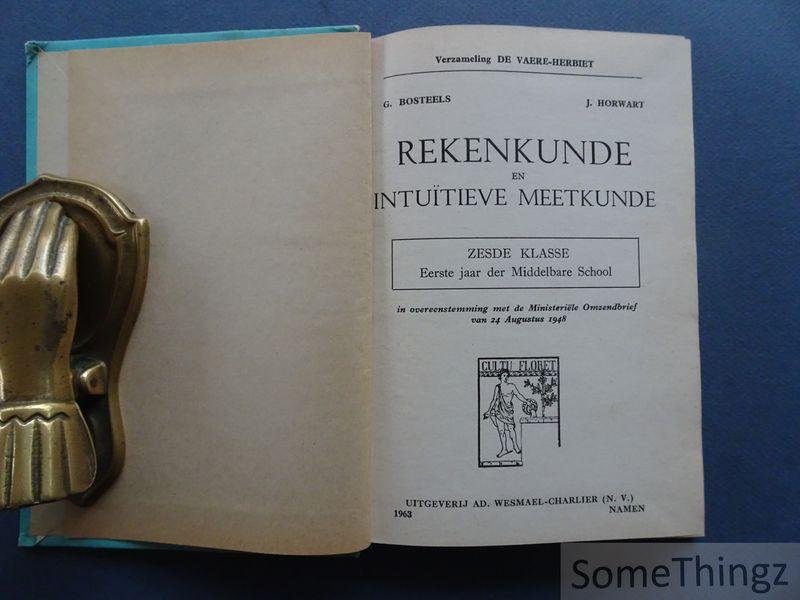 Verzameling DE VAERE-HERBIET
G. BOSTEELS J. HORWART
REKENKUNDE
EN
INTUÏTIEVE MEETKUNDE
ZESDE KLASSE
Eerste jaar der Middelbare School
in overeenstemming met de Ministeriële Omzendbrief
van 24 Augustus 1948
CULTU FLORET
UITGEVERIJ AD. WESMAEL-CHARLIER (N. V.)
1963 NAMEN
SomeThingz